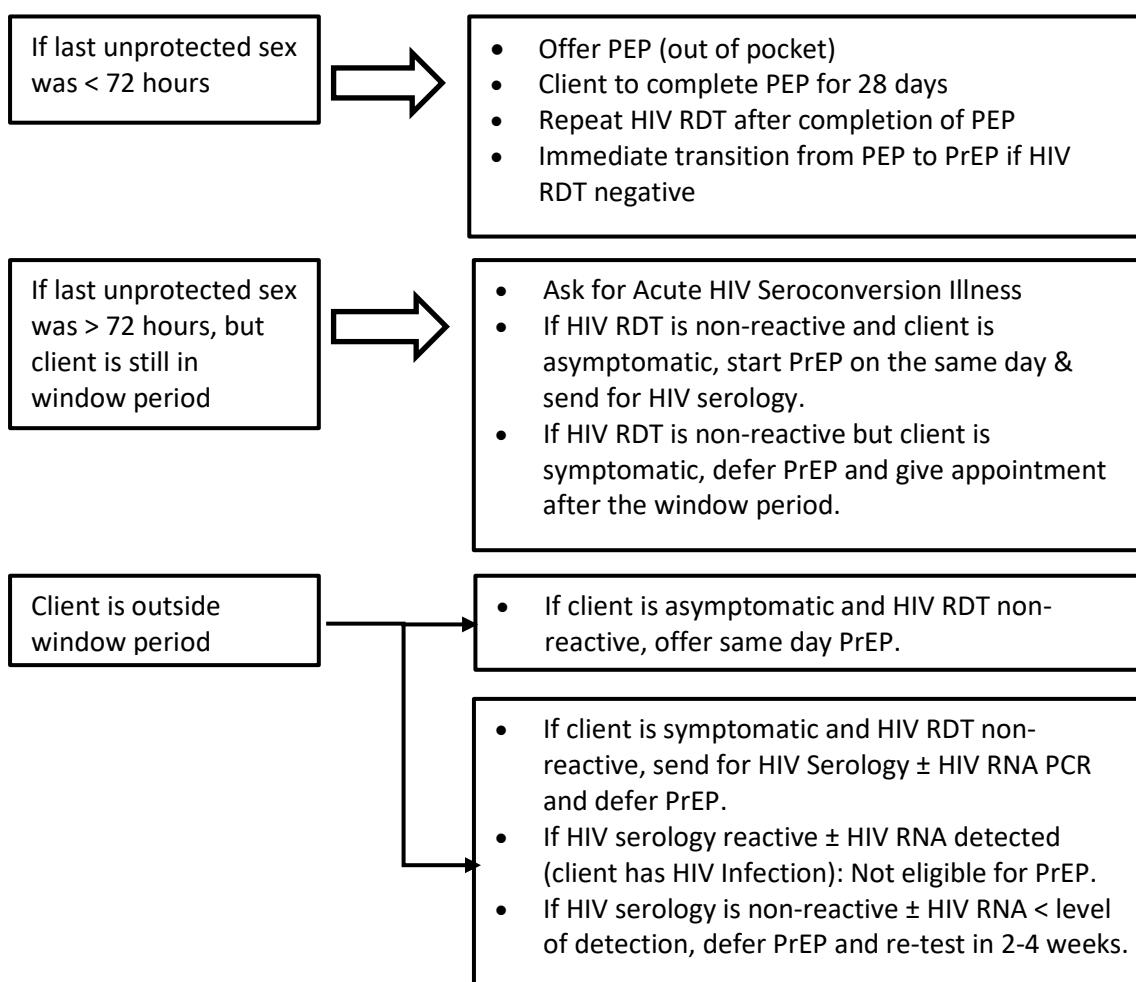 If last unprotected sex
was < 72 hours
• Offer PEP (out of pocket)
• Client to complete PEP for 28 days
• Repeat HIV RDT after completion of PEP
• Immediate transition from PEP to PrEP if HIV
RDT negative
If last unprotected sex
was > 72 hours, but
client is still in
window period
• Ask for Acute HIV Seroconversion Illness
• If HIV RDT is non-reactive and client is
asymptomatic, start PrEP on the same day &
send for HIV serology.
• If HIV RDT is non-reactive but client is
symptomatic, defer PrEP and give appointment
after the window period.
Client is outside
window period
• If client is asymptomatic and HIV RDT non-
reactive, offer same day PrEP.
• If client is symptomatic and HIV RDT non-
reactive, send for HIV Serology ± HIV RNA PCR
and defer PrEP.
• If HIV serology reactive ± HIV RNA detected
(client has HIV Infection): Not eligible for PrEP.
• If HIV serology is non-reactive ± HIV RNA < level
of detection, defer PrEP and re-test in 2-4 weeks.